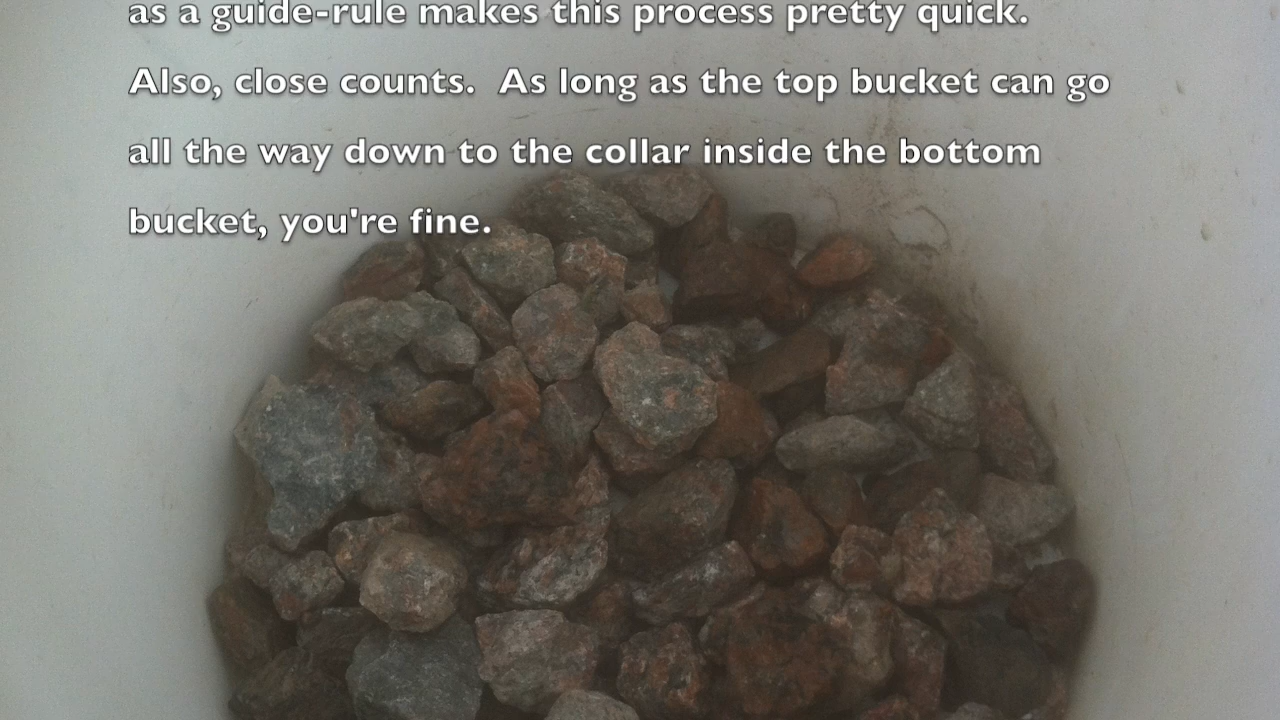 as a guide-rule makes this process pretty quick.
Also, close counts.  As long as the top bucket can go
all the way down to the collar inside the bottom
bucket, you're fine.